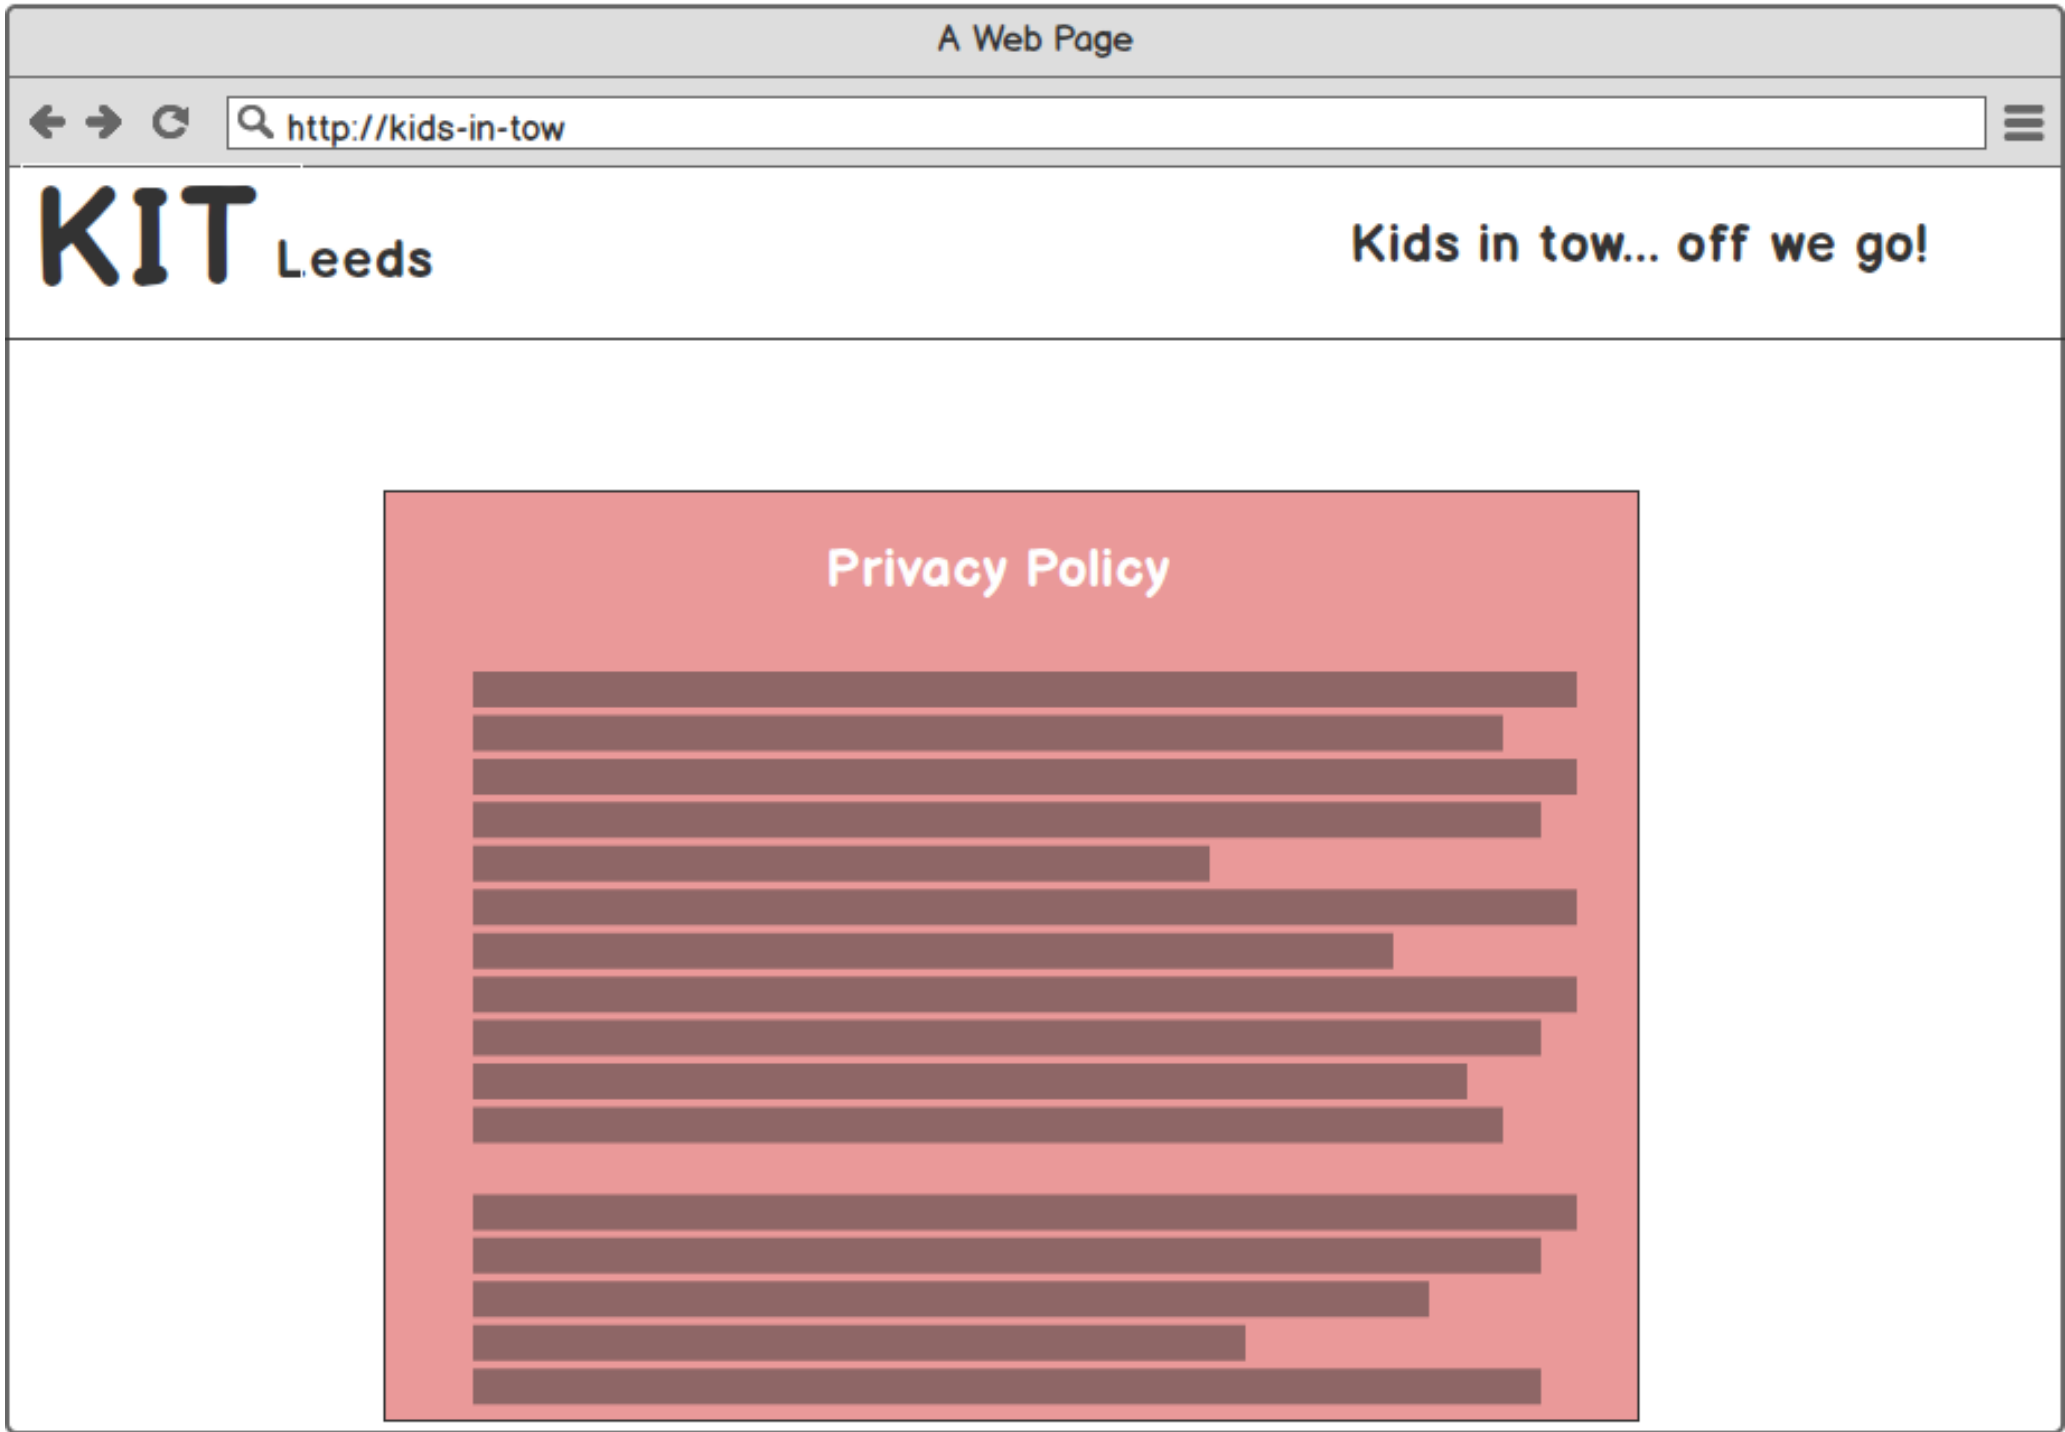 A Web Page
http://kids-in-tow
KIT Leeds
Kids in tow... off we go!
Privacy Policy